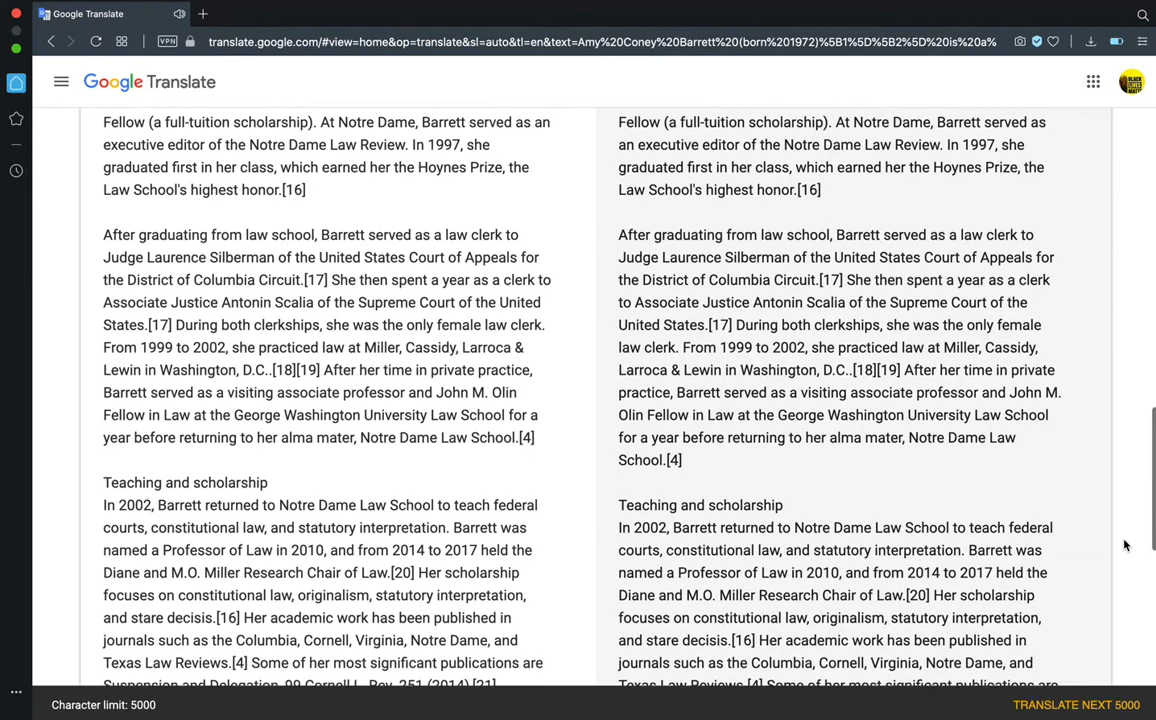 Google Translate
VPN
translate.google.com/#view=home&op=translate&sl=auto&tl=en&text=Amy%20Coney%20Barrett%20(born%201972)%5B1%5D%5B2%5D%20is%20a%
Google Translate
BLACK LIVES MATTER
Fellow (a full-tuition scholarship). At Notre Dame, Barrett served as an
executive editor of the Notre Dame Law Review. In 1997, she
graduated first in her class, which earned her the Hoynes Prize, the
Law School's highest honor.[16]
After graduating from law school, Barrett served as a law clerk to
Judge Laurence Silberman of the United States Court of Appeals for
the District of Columbia Circuit.[17] She then spent a year as a clerk to
Associate Justice Antonin Scalia of the Supreme Court of the United
States.[17] During both clerkships, she was the only female law clerk.
From 1999 to 2002, she practiced law at Miller, Cassidy, Larroca &
Lewin in Washington, D.C..[18][19] After her time in private practice,
Barrett served as a visiting associate professor and John M. Olin
Fellow in Law at the George Washington University Law School for a
year before returning to her alma mater, Notre Dame Law School.[4]
Teaching and scholarship
In 2002, Barrett returned to Notre Dame Law School to teach federal
courts, constitutional law, and statutory interpretation. Barrett was
named a Professor of Law in 2010, and from 2014 to 2017 held the
Diane and M.O. Miller Research Chair of Law.[20] Her scholarship
focuses on constitutional law, originalism, statutory interpretation,
and stare decisis.[16] Her academic work has been published in
journals such as the Columbia, Cornell, Virginia, Notre Dame, and
Texas Law Reviews.[4] Some of her most significant publications are
Suspension and Delegation, 99 Cornell L. Rev. 251 (2014),[21]
Fellow (a full-tuition scholarship). At Notre Dame, Barrett served as
an executive editor of the Notre Dame Law Review. In 1997, she
graduated first in her class, which earned her the Hoynes Prize, the
Law School's highest honor.[16]
After graduating from law school, Barrett served as a law clerk to
Judge Laurence Silberman of the United States Court of Appeals for
the District of Columbia Circuit.[17] She then spent a year as a clerk
to Associate Justice Antonin Scalia of the Supreme Court of the
United States.[17] During both clerkships, she was the only female
law clerk. From 1999 to 2002, she practiced law at Miller, Cassidy,
Larroca & Lewin in Washington, D.C..[18][19] After her time in private
practice, Barrett served as a visiting associate professor and John M.
Olin Fellow in Law at the George Washington University Law School
for a year before returning to her alma mater, Notre Dame Law
School.[4]
Teaching and scholarship
In 2002, Barrett returned to Notre Dame Law School to teach federal
courts, constitutional law, and statutory interpretation. Barrett was
named a Professor of Law in 2010, and from 2014 to 2017 held the
Diane and M.O. Miller Research Chair of Law.[20] Her scholarship
focuses on constitutional law, originalism, statutory interpretation,
and stare decisis.[16] Her academic work has been published in
journals such as the Columbia, Cornell, Virginia, Notre Dame, and
Texas Law Reviews.[4] Some of her most significant publications are
Character limit: 5000
TRANSLATE NEXT 5000